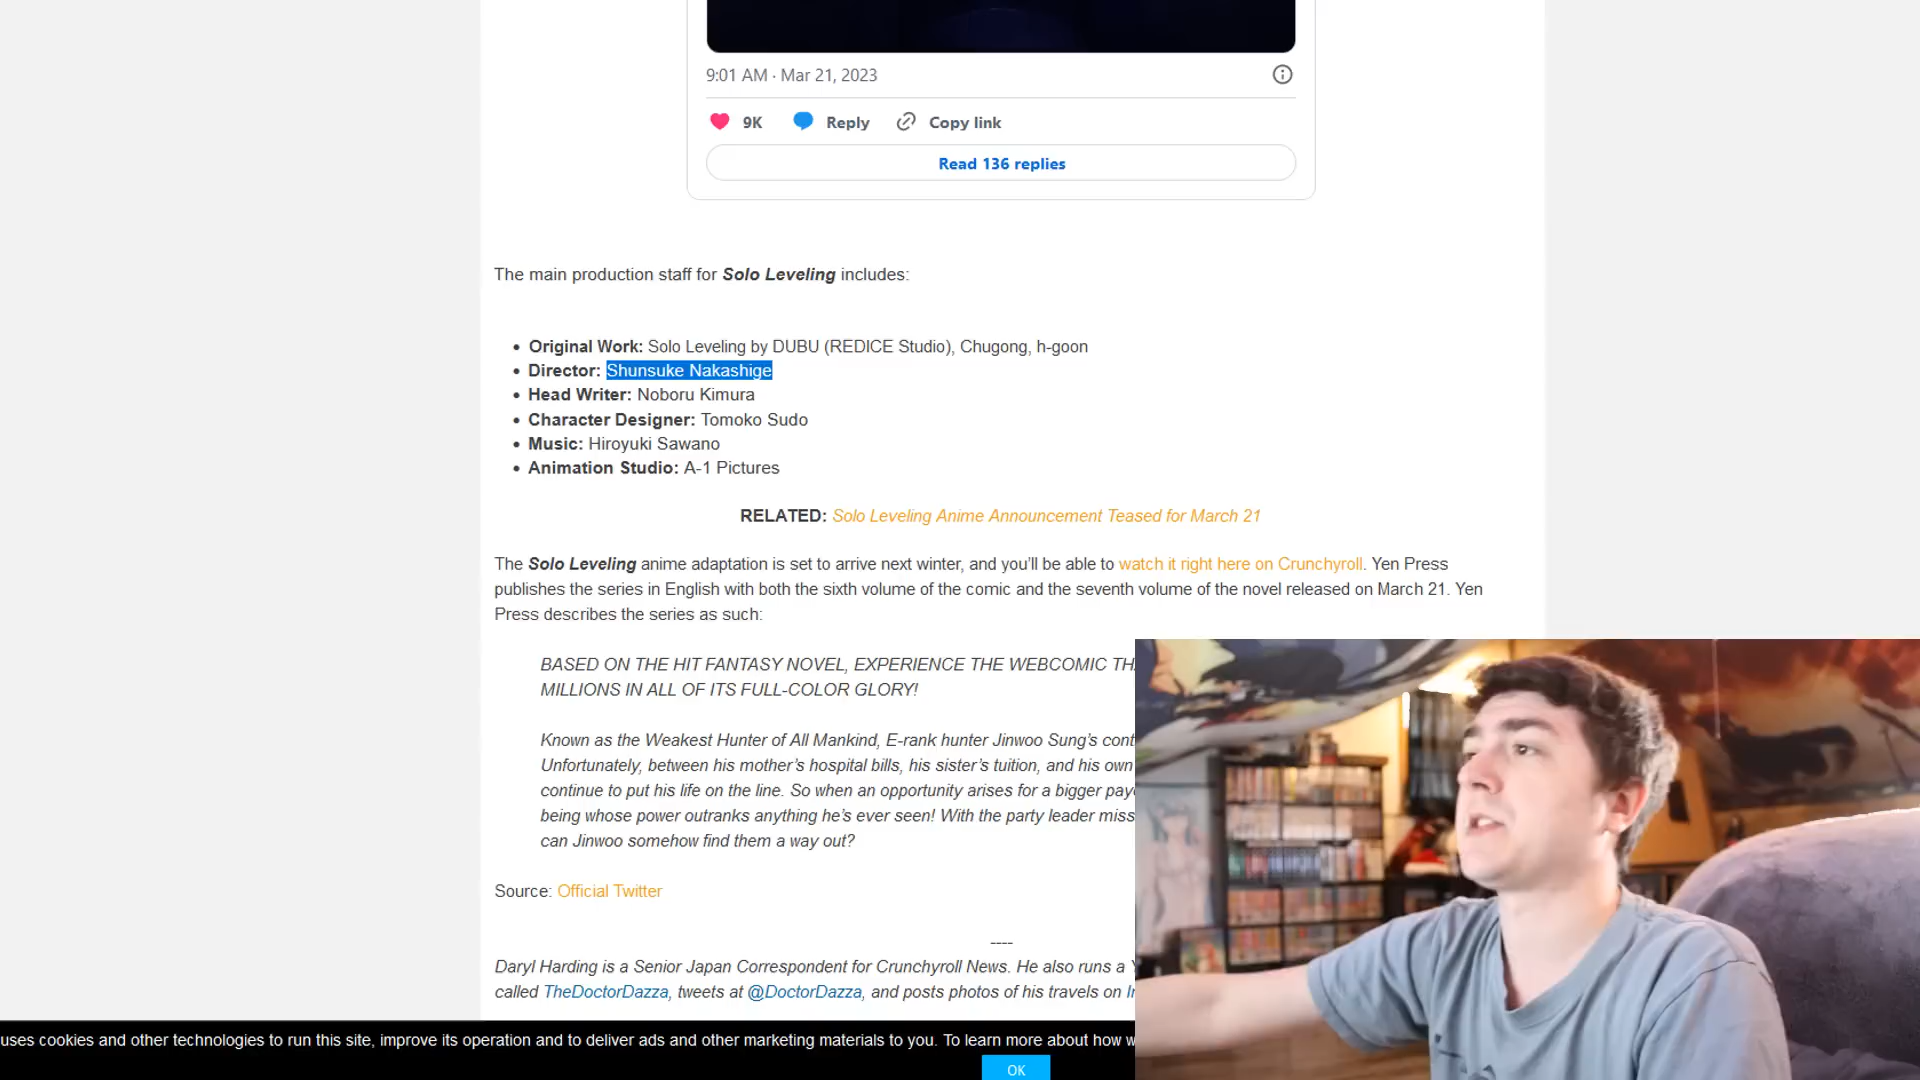 9:01 AM · Mar 21, 2023
9K Reply Copy link
Read 136 replies
The main production staff for Solo Leveling includes:
Original Work: Solo Leveling by DUBU (REDICE Studio), Chugong, h-goon
Director: Shunsuke Nakashige
Head Writer: Noboru Kimura
Character Designer: Tomoko Sudo
Music: Hiroyuki Sawano
Animation Studio: A-1 Pictures
RELATED: Solo Leveling Anime Announcement Teased for March 21
The Solo Leveling anime adaptation is set to arrive next winter, and you’ll be able to watch it right here on Crunchyroll. Yen Press
publishes the series in English with both the sixth volume of the comic and the seventh volume of the novel released on March 21. Yen
Press describes the series as such:
BASED ON THE HIT FANTASY NOVEL, EXPERIENCE THE WEBCOMIC
MILLIONS IN ALL OF ITS FULL-COLOR GLORY!
Known as the Weakest Hunter of All Mankind, E-rank hunter Jinwoo Sung’s
Unfortunately, between his mother’s hospital bills, his sister’s tuition, and his own
continue to put his life on the line. So when an opportunity arises for a bigger
being whose power outranks anything he’s ever seen! With the party leader
can Jinwoo somehow find them a way out?
Source: Official Twitter
----
Daryl Harding is a Senior Japan Correspondent for Crunchyroll News. He also runs a
called TheDoctorDazza, tweets at @DoctorDazza, and posts photos of his travels on
uses cookies and other technologies to run this site, improve its operation and to deliver ads and other marketing materials to you. To learn more about how
OK